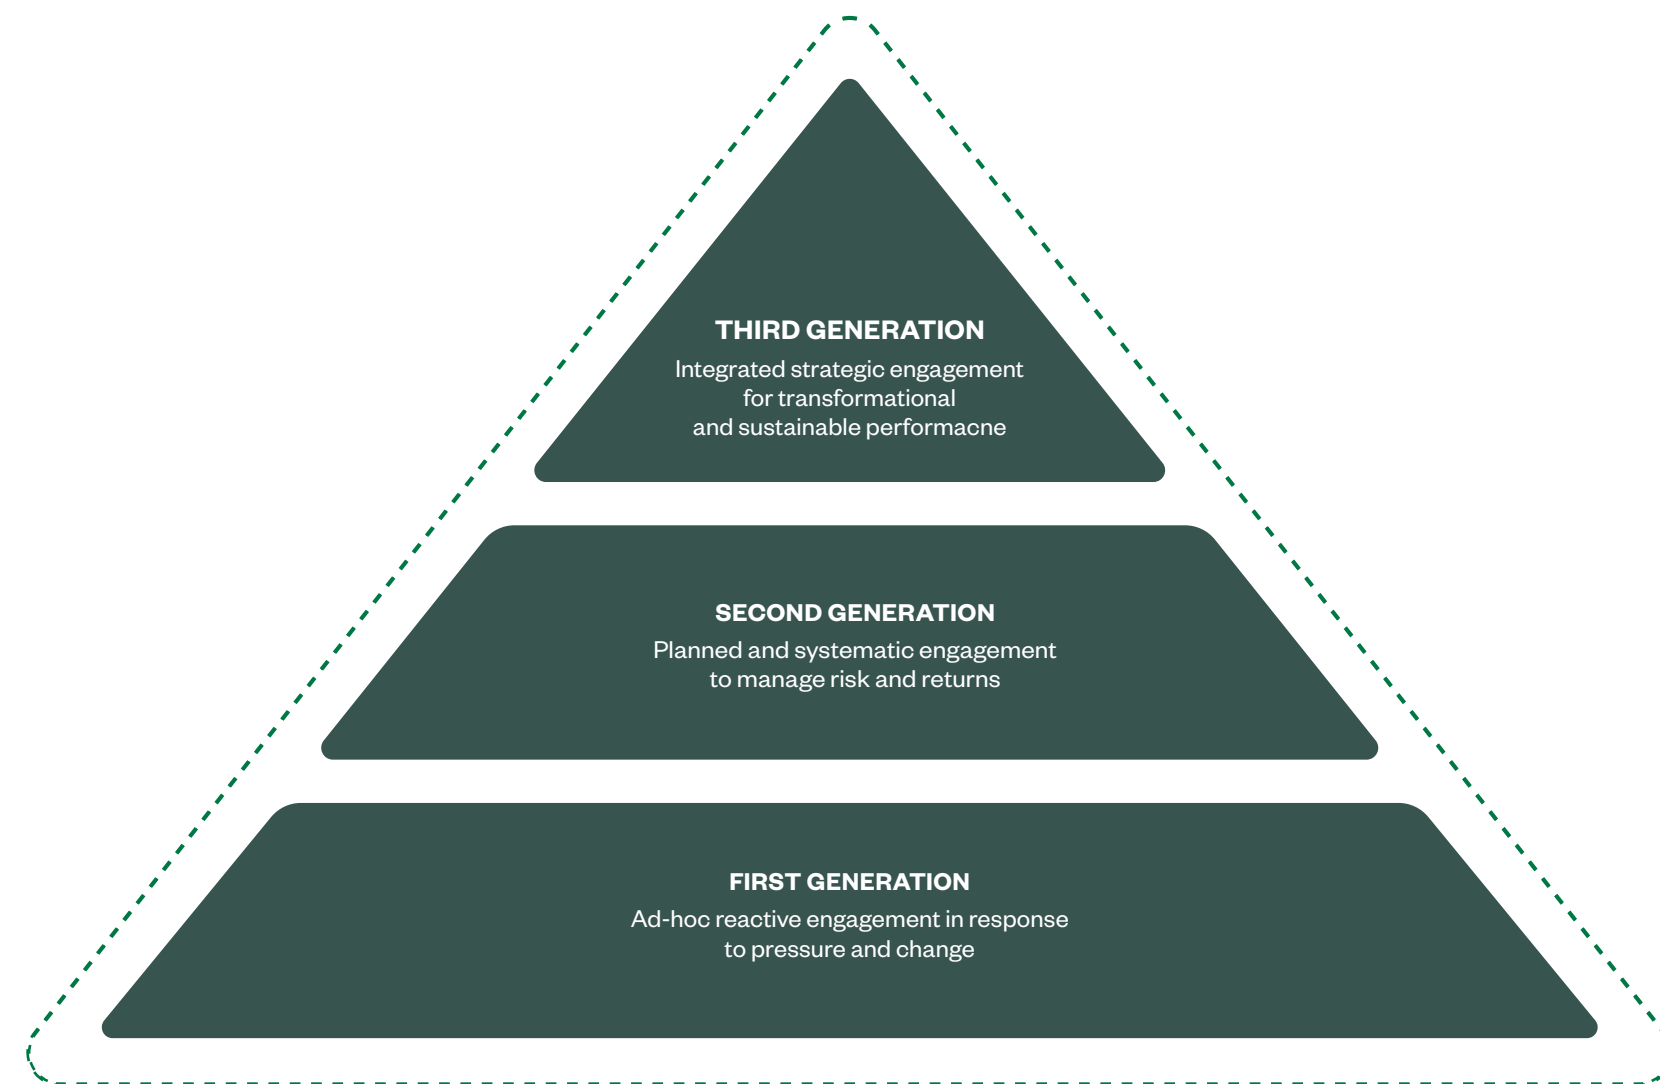 THIRD GENERATION
Integrated strategic engagement
for transformational
and sustainable performacne
SECOND GENERATION
Planned and systematic engagement
to manage risk and returns
FIRST GENERATION
Ad-hoc reactive engagement in response
to pressure and change